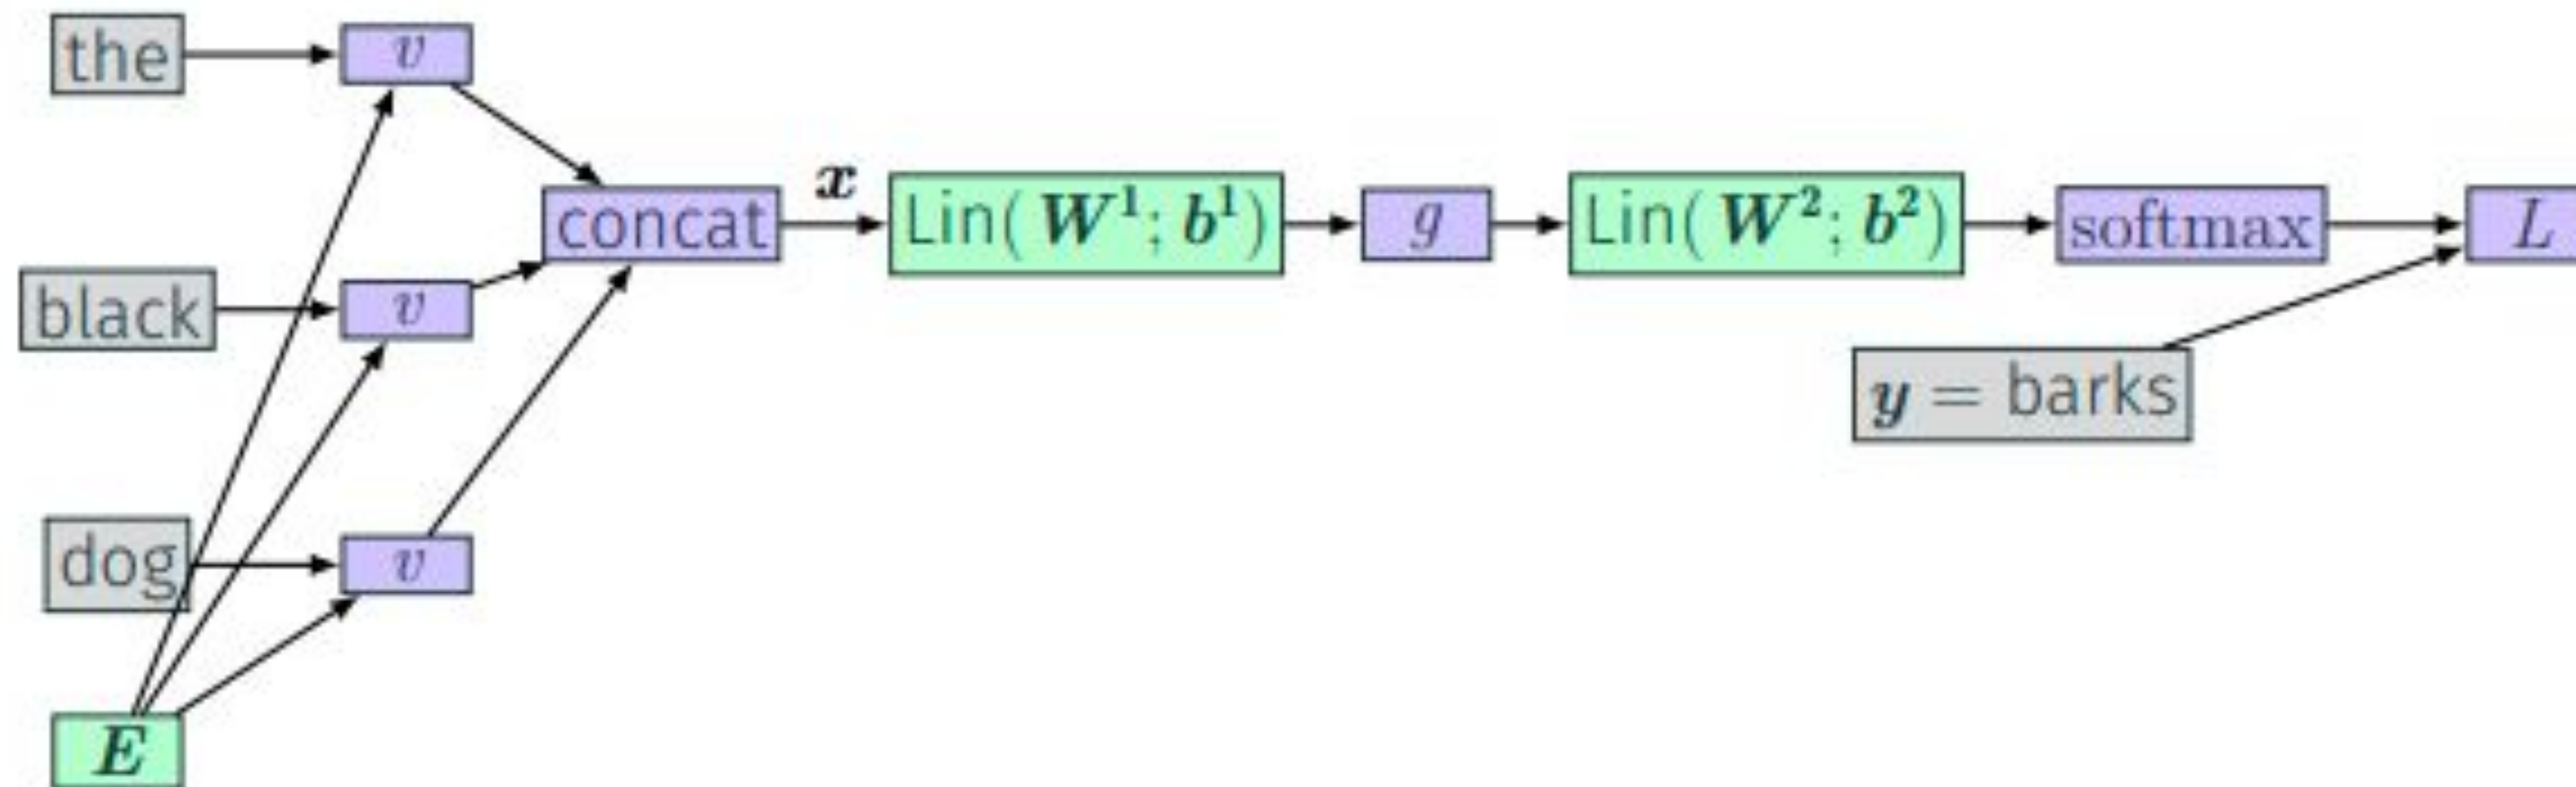 the
v
x
concat
Lin( W¹; b¹)
g
Lin( W²; b²)
softmax
L
black
v
y = barks
dog
v
E